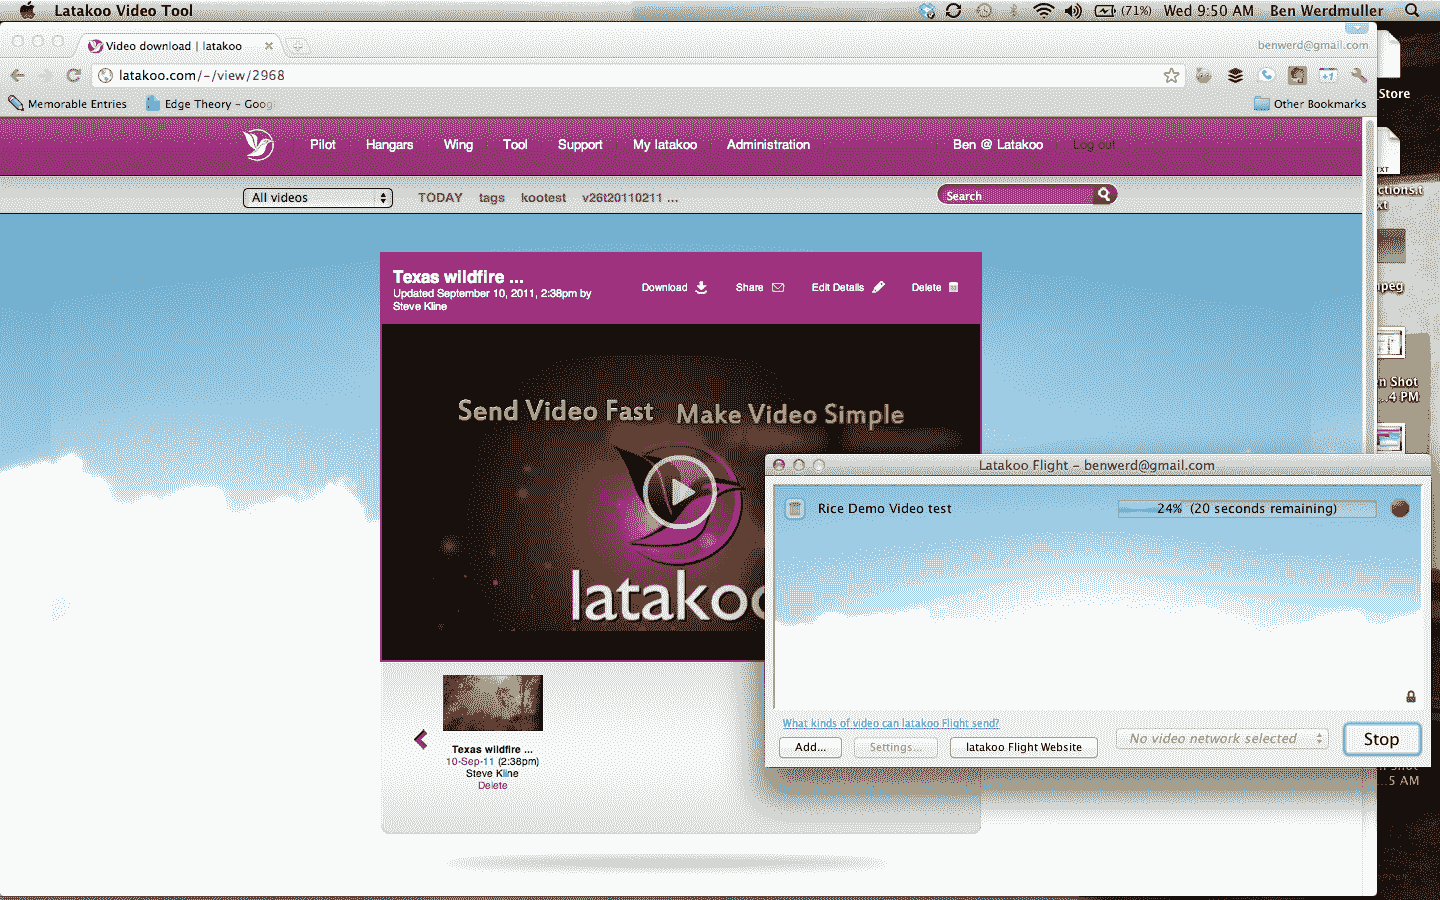 Latakoo Video Tool
(71%) Wed 9:50 AM Ben Werdmuller
Video download | latakoo
benwerd@gmail.com
latakoo.com/-/view/2968
+1
Memorable Entries Edge Theory – Goog
Other Bookmarks
Store
Pilot Hangars Wing Tool Support My latakoo Administration Ben @ Latakoo Log out
TXT
All videos TODAY tags kootest v26t20110211 ... Search
ctions.t
xt
Texas wildfire ...
Updated September 10, 2011, 2:38pm by
Steve Kline
Download Share Edit Details Delete
peg
n Shot
...4 PM
Send Video Fast Make Video Simple
latakoo
Latakoo Flight – benwerd@gmail.com
Rice Demo Video test 24% (20 seconds remaining)
What kinds of video can latakoo Flight send?
Add... Settings... latakoo Flight Website No video network selected Stop
Texas wildfire ...
10-Sep-11 (2:38pm)
Steve Kline
Delete
n Shot
...5 AM